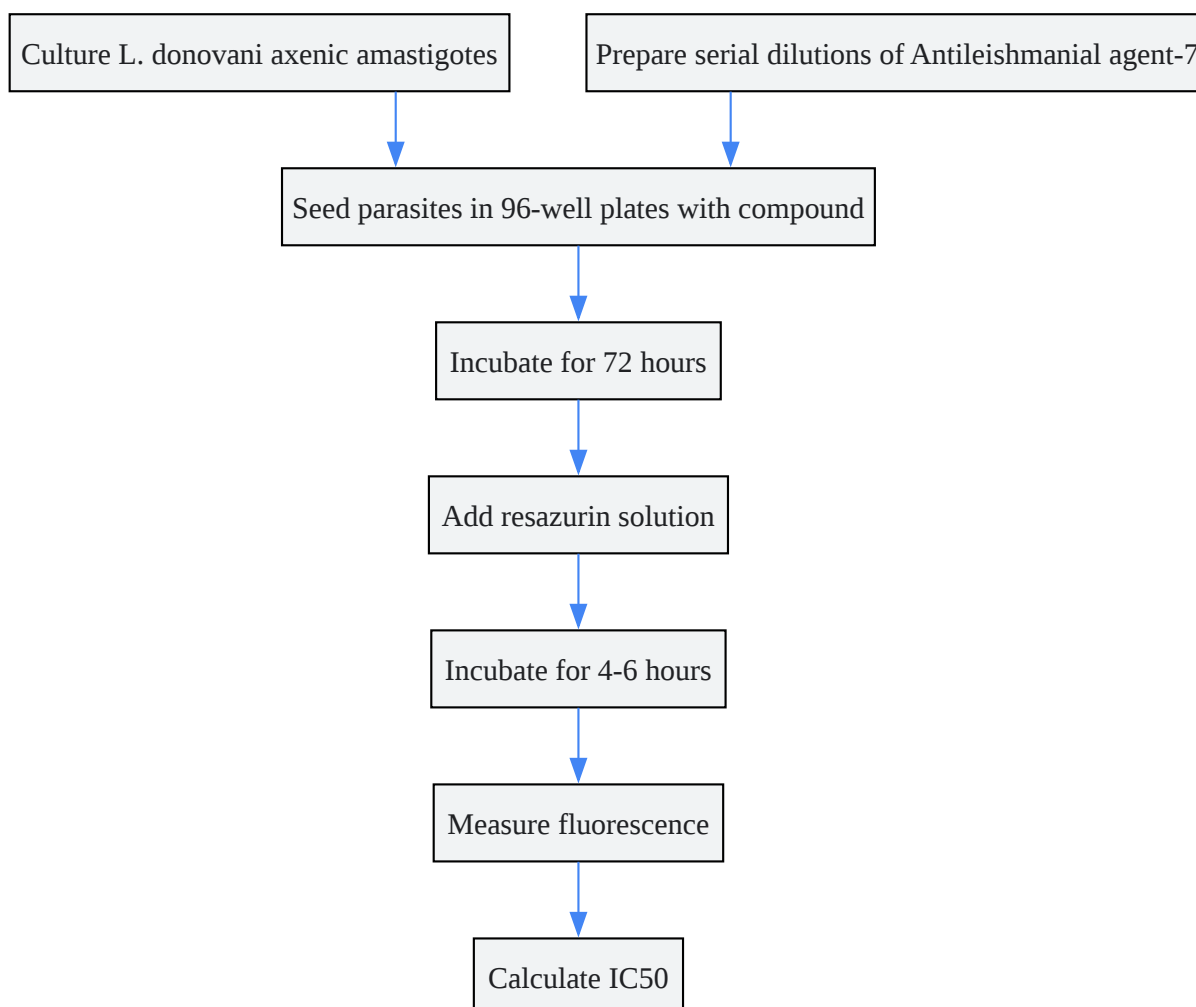 Culture L. donovani axenic amastigotes
Prepare serial dilutions of Antileishmanial agent-7
Seed parasites in 96-well plates with compound
Incubate for 72 hours
Add resazurin solution
Incubate for 4-6 hours
Measure fluorescence
Calculate IC50